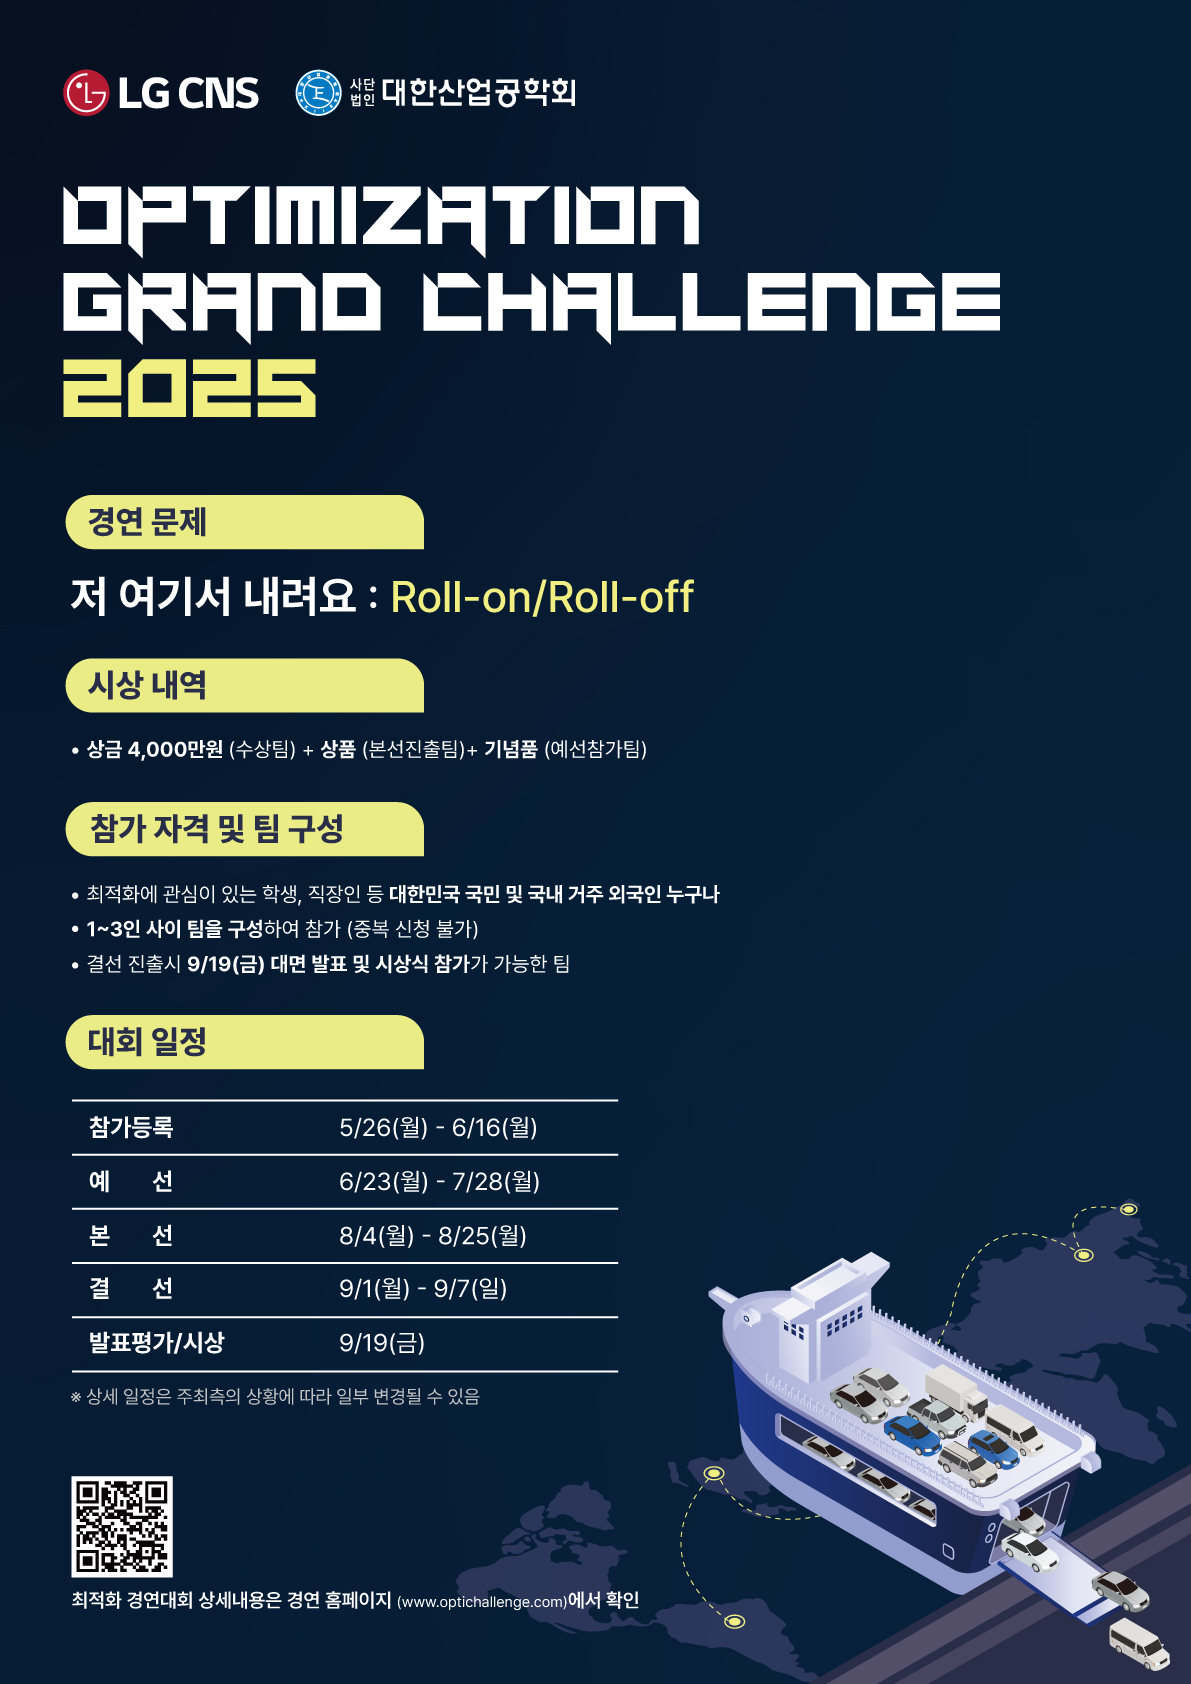 LG CNS 사단법인 대한산업공학회
OPTIMIZATION
GRAND CHALLENGE
2025
경연 문제
저 여기서 내려요 : Roll-on/Roll-off
시상 내역
• 상금 4,000만원 (수상팀) + 상품 (본선진출팀)+ 기념품 (예선참가팀)
참가 자격 및 팀 구성
• 최적화에 관심이 있는 학생, 직장인 등 대한민국 국민 및 국내 거주 외국인 누구나
• 1~3인 사이 팀을 구성하여 참가 (중복 신청 불가)
• 결선 진출시 9/19(금) 대면 발표 및 시상식 참가가 가능한 팀
대회 일정
참가등록 5/26(월) - 6/16(월)
예 선 6/23(월) - 7/28(월)
본 선 8/4(월) - 8/25(월)
결 선 9/1(월) - 9/7(일)
발표평가/시상 9/19(금)
※ 상세 일정은 주최측의 상황에 따라 일부 변경될 수 있음
최적화 경연대회 상세내용은 경연 홈페이지 (www.optichallenge.com)에서 확인